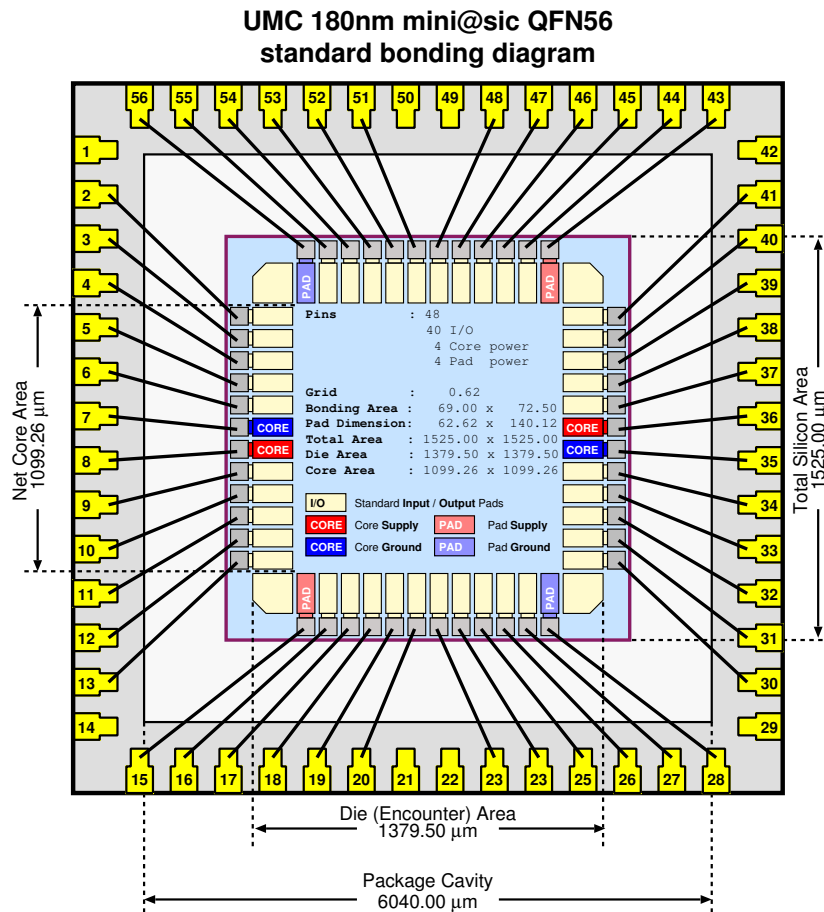 UMC 180nm mini@sic QFN56
standard bonding diagram
56 55 54 53 52 51 50 49 48 47 46 45 44 43
1
2
3
4
5
6
7
8
9
10
11
12
13
14
42
41
40
39
38
37
36
35
34
33
32
31
30
29
PAD
PAD
Pins : 48
40 I/O
4 Core power
4 Pad power
Grid : 0.62
Bonding Area : 69.00 x 72.50
Pad Dimension: 62.62 x 140.12
Total Area : 1525.00 x 1525.00
Die Area : 1379.50 x 1379.50
Core Area : 1099.26 x 1099.26
CORE
CORE
CORE
CORE
I/O Standard Input / Output Pads
CORE Core Supply PAD Pad Supply
CORE Core Ground PAD Pad Ground
PAD
PAD
Net Core Area
1099.26 µm
Total Silicon Area
1525.00 µm
15 16 17 18 19 20 21 22 23 23 25 26 27 28
Die (Encounter) Area
1379.50 µm
Package Cavity
6040.00 µm